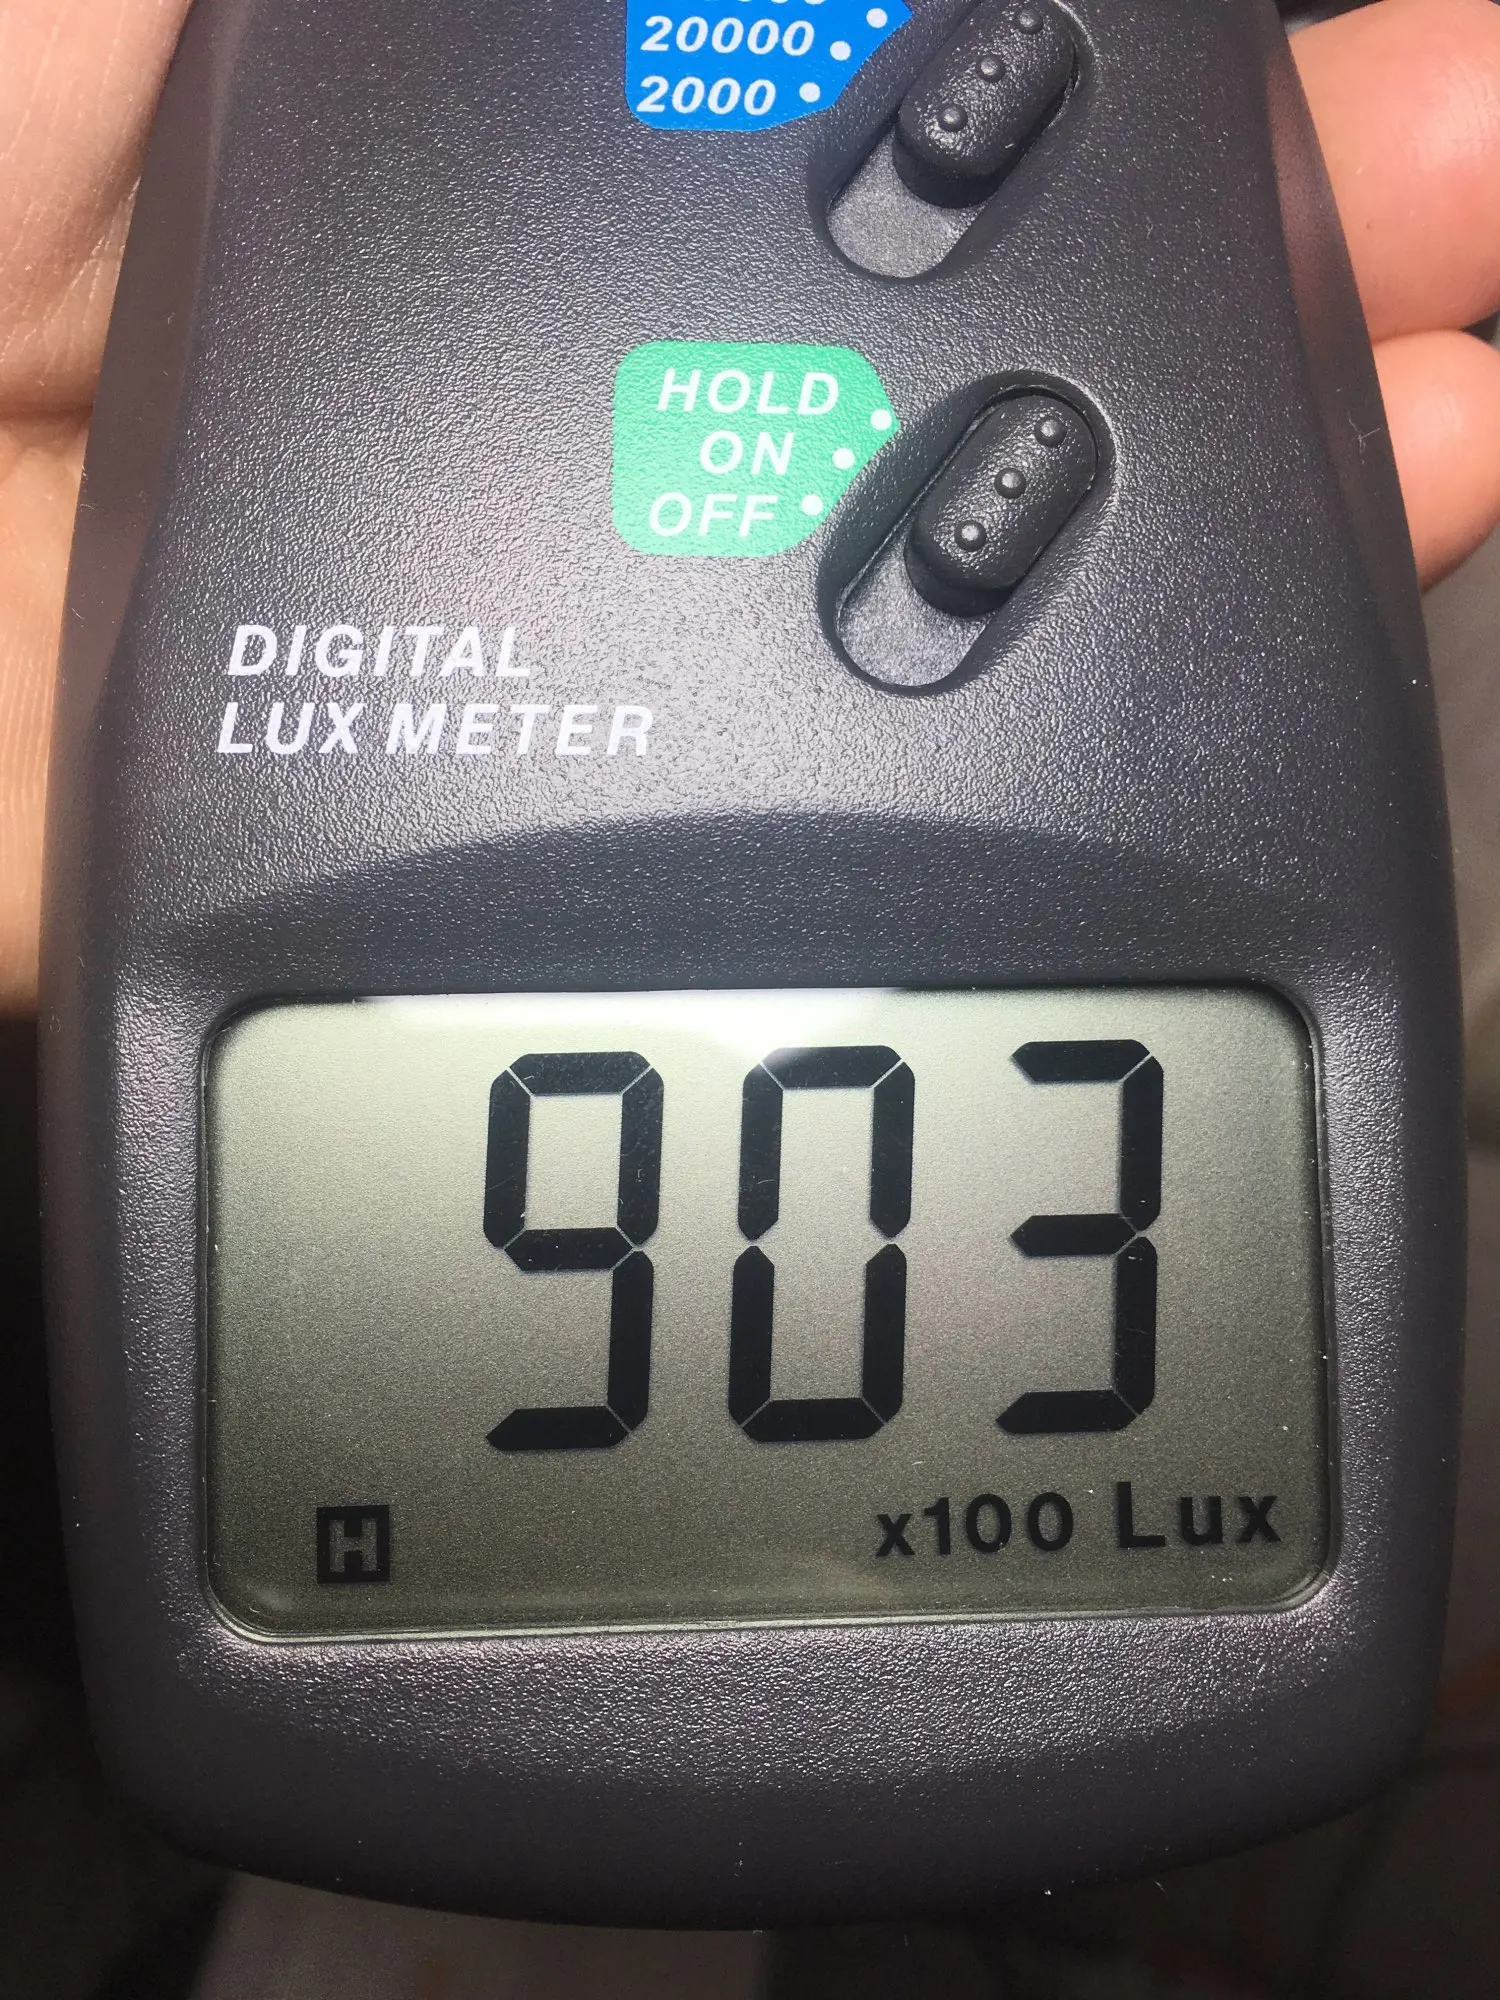 20000
2000
HOLD
ON
OFF
DIGITAL
LUX METER
903
H
x100 Lux